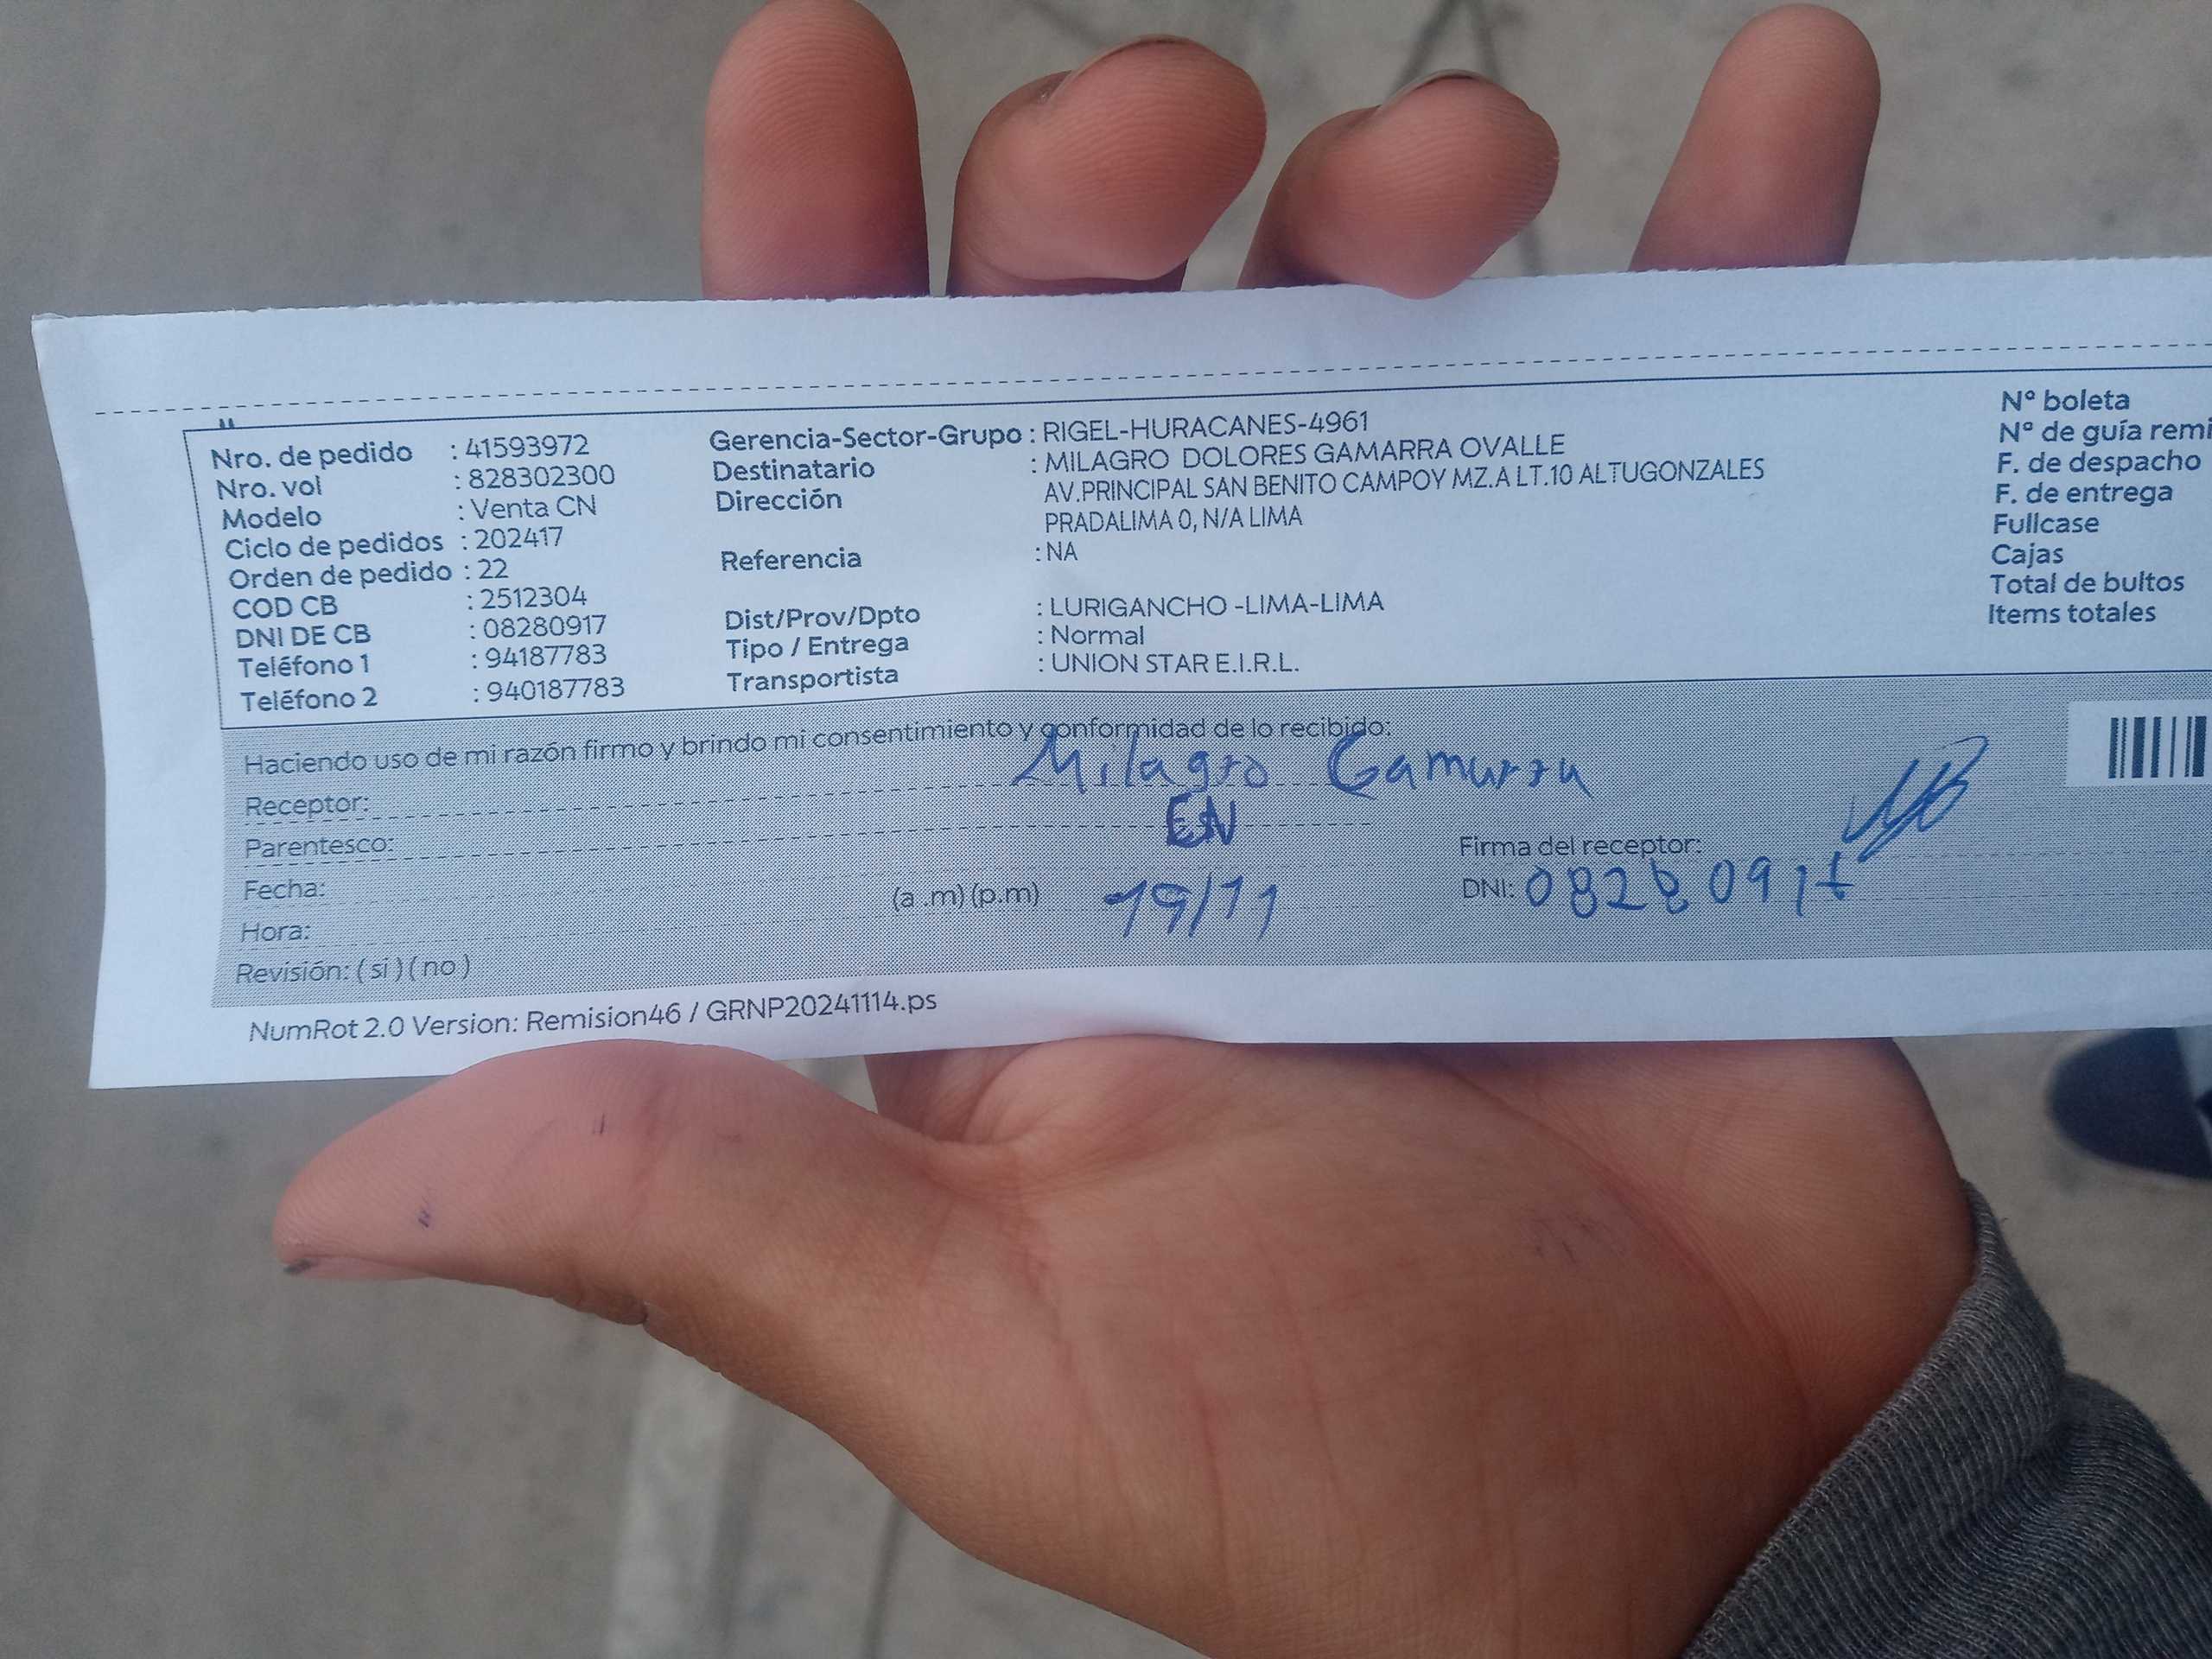 Nro. de pedido : 41593972
Nro. vol : 828302300
Modelo : Venta CN
Ciclo de pedidos : 202417
Orden de pedido : 22
COD CB : 2512304
DNI DE CB : 08280917
Teléfono 1 : 94187783
Teléfono 2 : 940187783
Gerencia-Sector-Grupo : RIGEL-HURACANES-4961
Destinatario : MILAGRO DOLORES GAMARRA OVALLE
Dirección AV.PRINCIPAL SAN BENITO CAMPOY MZ.A LT.10 ALTUGONZALES
PRADALIMA 0, N/A LIMA
Referencia : NA
Dist/Prov/Dpto : LURIGANCHO -LIMA-LIMA
Tipo / Entrega : Normal
Transportista : UNION STAR E.I.R.L.
N° boleta
N° de guía remi
F. de despacho
F. de entrega
Fullcase
Cajas
Total de bultos
Items totales
Haciendo uso de mi razón firmo y brindo mi consentimiento y conformidad de lo recibido:
Receptor: Milagro Gamarra
Parentesco: EN
Firma del receptor:
Fecha: (a .m) (p.m) 19/11
DNI: 08280917
Hora:
Revisión: ( si ) ( no )
NumRot 2.0 Version: Remision46 / GRNP20241114.ps